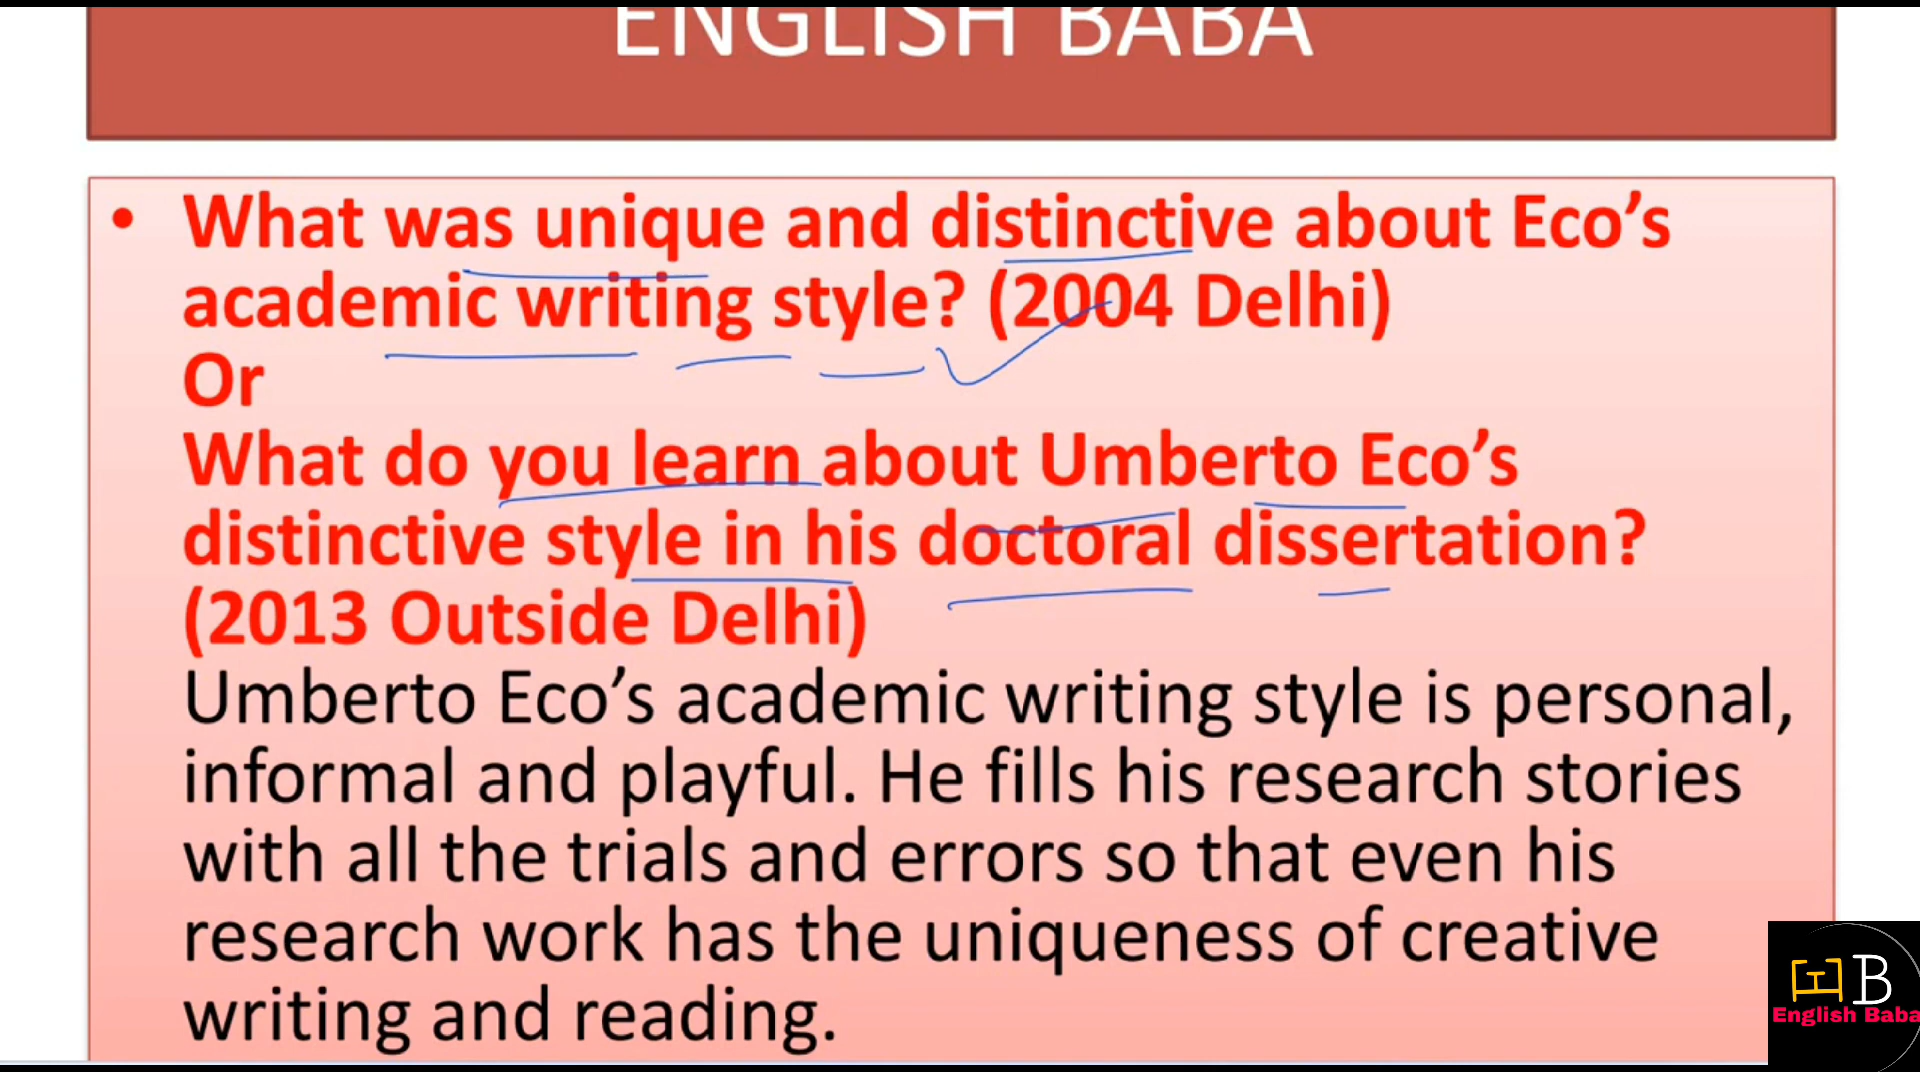 ENGLISH BABA
• What was unique and distinctive about Eco’s
academic writing style? (2004 Delhi)
Or
What do you learn about Umberto Eco’s
distinctive style in his doctoral dissertation?
(2013 Outside Delhi)
Umberto Eco’s academic writing style is personal,
informal and playful. He fills his research stories
with all the trials and errors so that even his
research work has the uniqueness of creative
writing and reading.
EB
English Baba